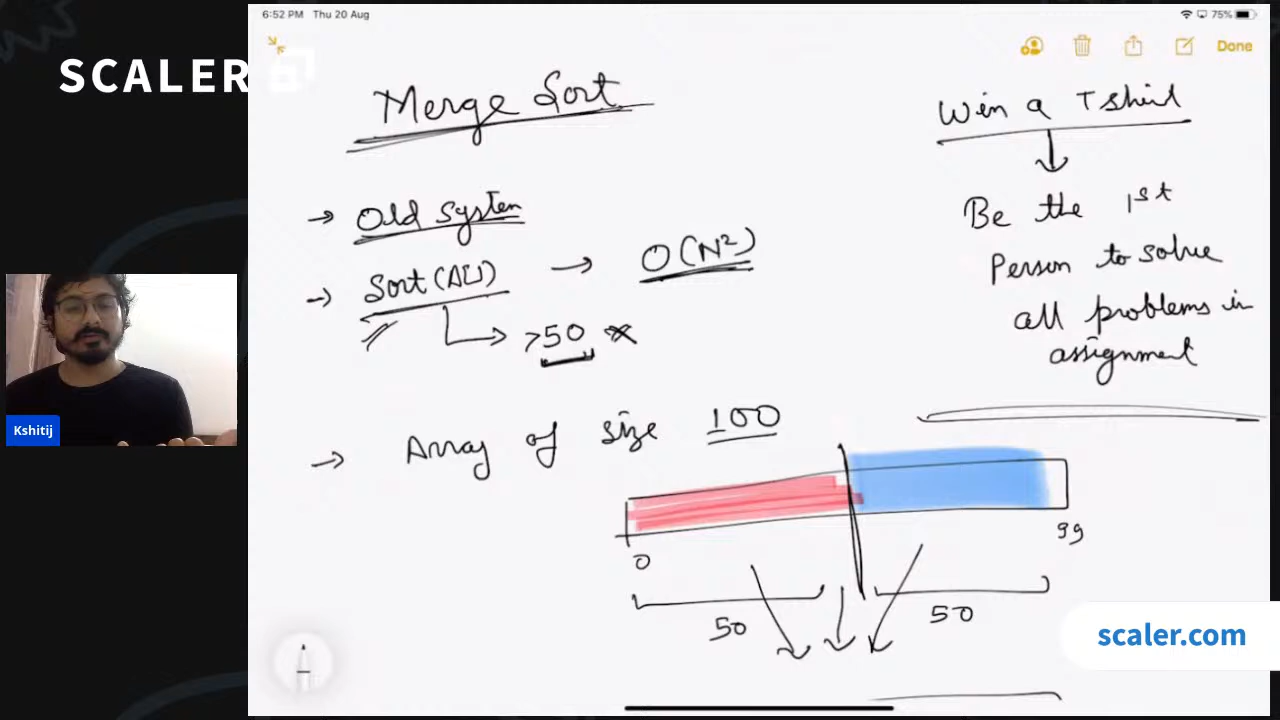 6:52 PM Thu 20 Aug
75%
Done
SCALER
Merge Sort
Win a Tshirt
→ Old System
Be the 1st
→ Sort(A[]) → O(N²)
Person to solve
all problems in
>50 ×
assignment
Kshitij
→ Array of size 100
0
99
50
50
scaler.com